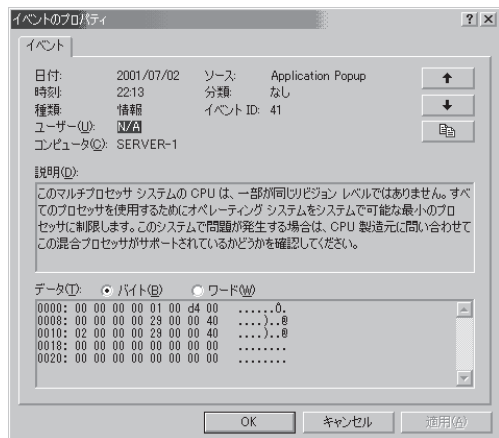 イベントのプロパティ
イベント
日付: 2001/07/02 ソース: Application Popup
時刻: 22:13 分類: なし
種類: 情報 イベント ID: 41
ユーザー(U): N/A
コンピュータ(C): SERVER-1
説明(D):
このマルチプロセッサ システムの CPU は、一部が同じリビジョン レベルではありません。すべ
てのプロセッサを使用するためにオペレーティング システムをシステムで可能な最小のプロ
セッサに制限します。このシステムで問題が発生する場合は、CPU 製造元に問い合わせて
この混合プロセッサがサポートされているかどうかを確認してください。
データ(T): バイト(B) ワード(W)
0000: 00 00 00 00 01 00 d4 00 ......Ô.
0008: 00 00 00 00 29 00 00 40 ....)..@
0010: 02 00 00 00 29 00 00 40 ....)..@
0018: 00 00 00 00 00 00 00 00 ........
0020: 00 00 00 00 00 00 00 00 ........
OK キャンセル 適用(A)